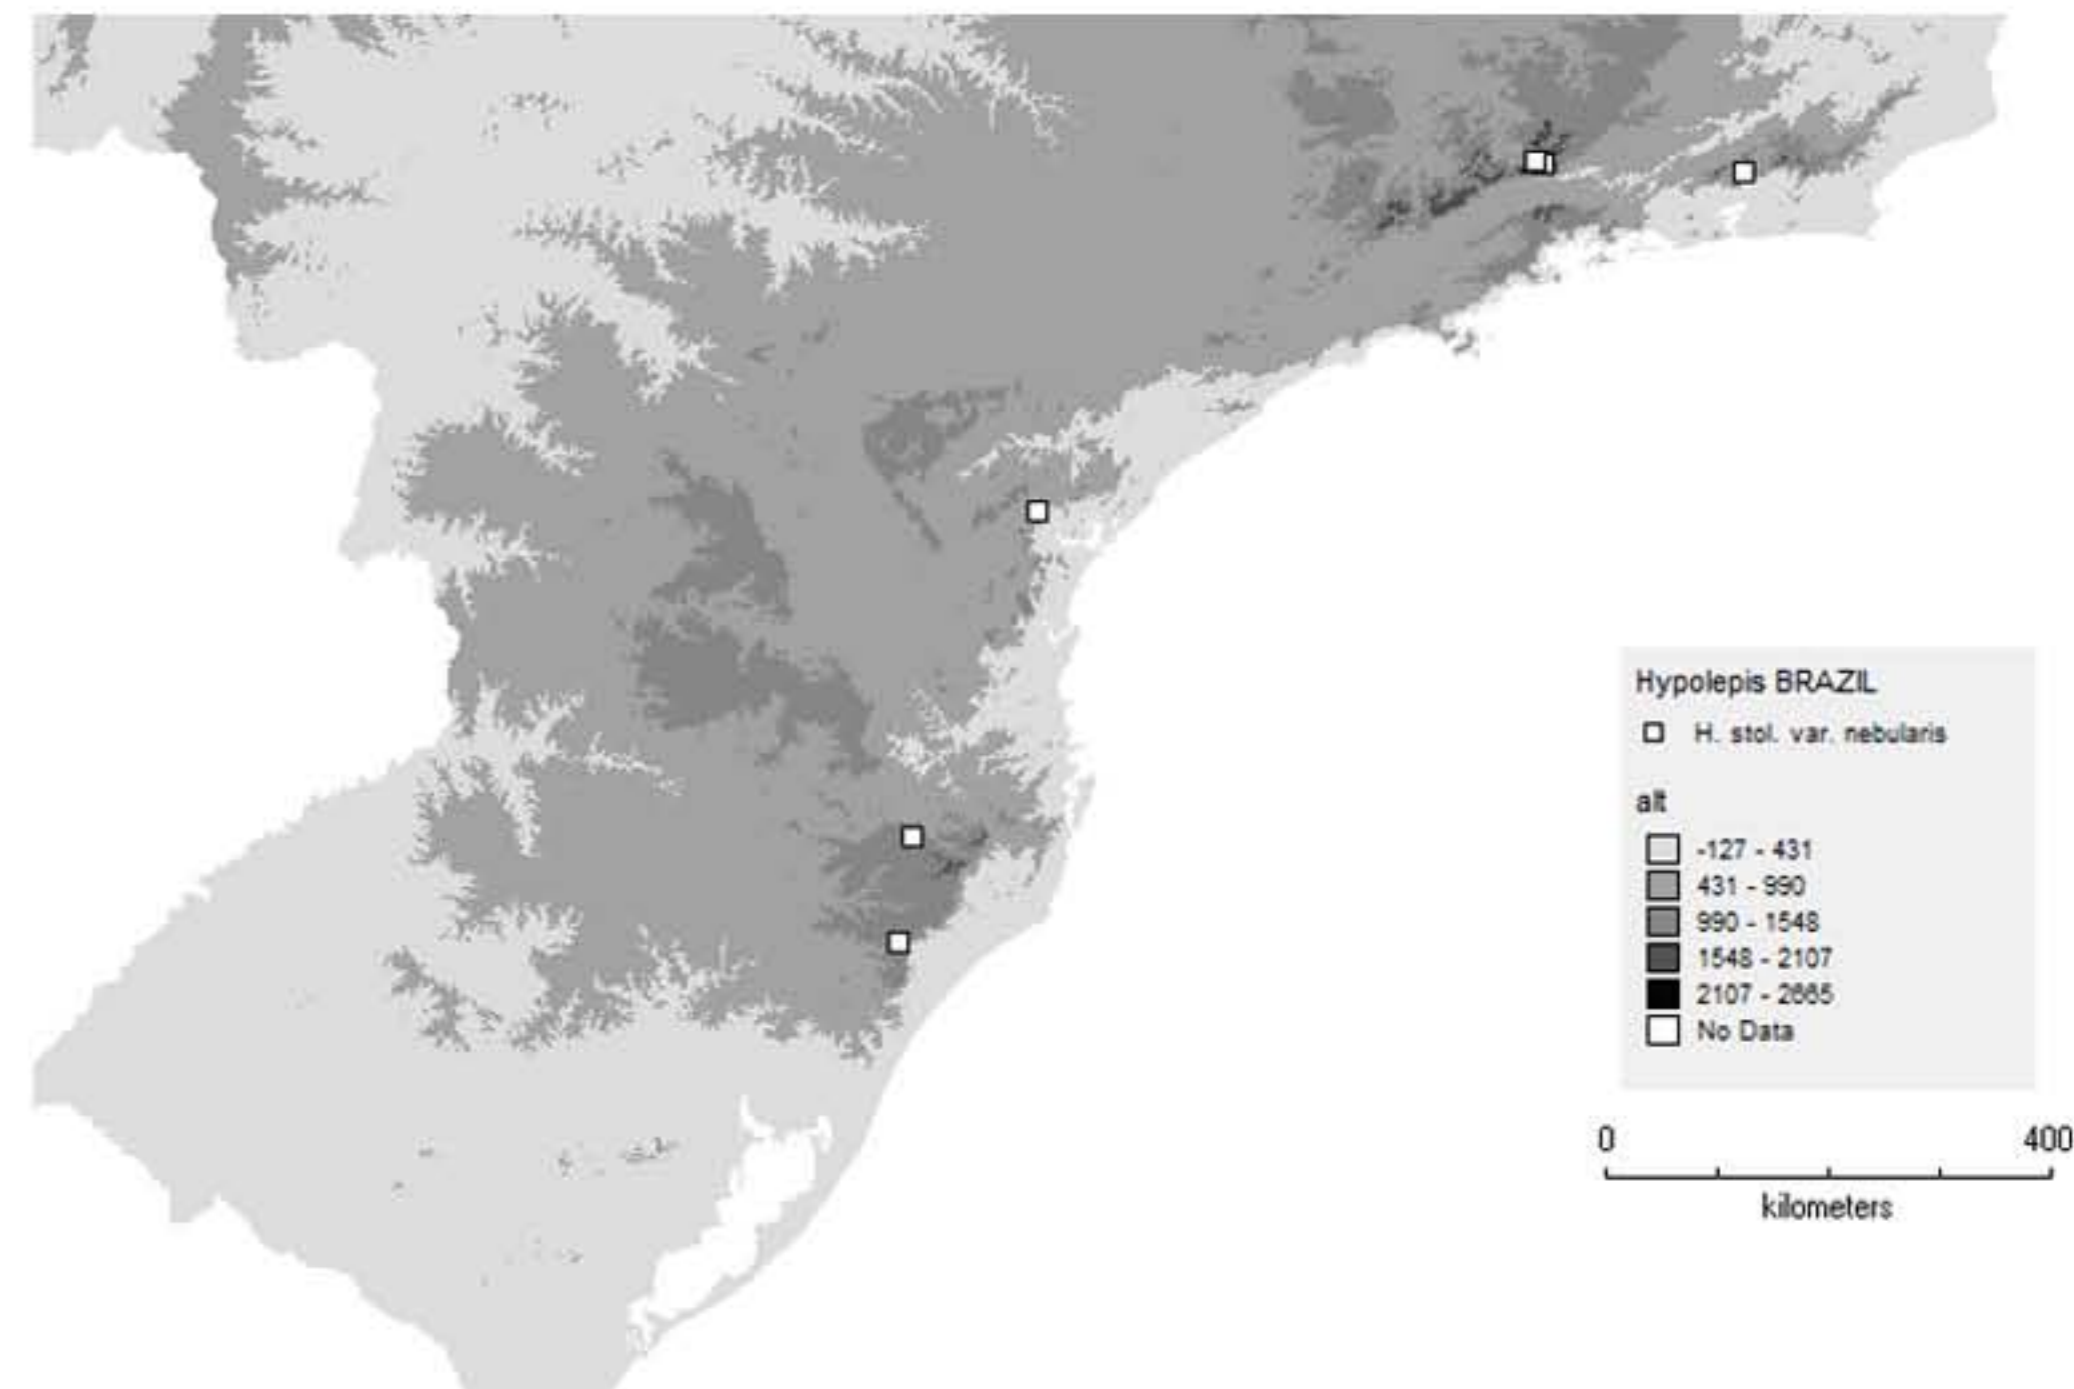 Hypolepis BRAZIL
H. stol. var. nebularis
alt
-127 - 431
431 - 990
990 - 1548
1548 - 2107
2107 - 2665
No Data
0 400
kilometers